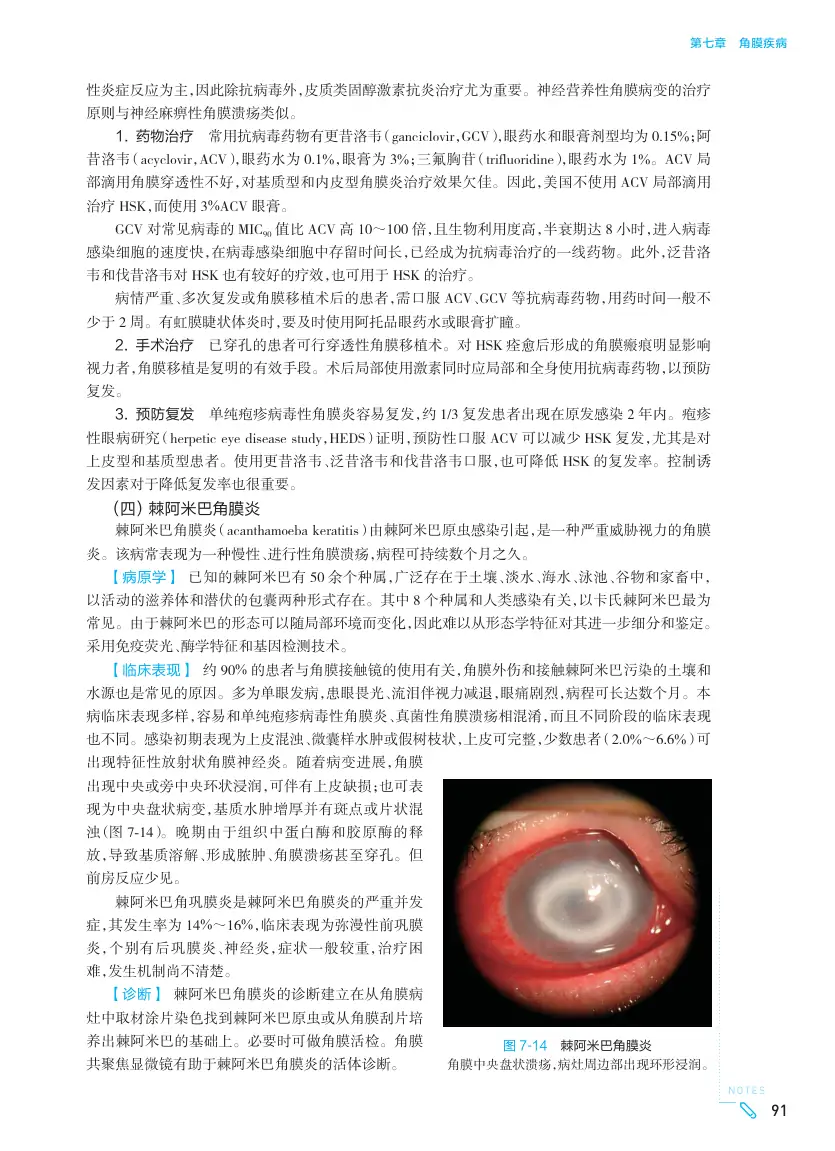 第七章 角膜疾病
性炎症反应为主,因此除抗病毒外,皮质类固醇激素抗炎治疗尤为重要。神经营养性角膜病变的治疗
原则与神经麻痹性角膜溃疡类似。
1. 药物治疗 常用抗病毒药物有更昔洛韦(ganciclovir,GCV),眼药水和眼膏剂型均为 0.15%;阿
昔洛韦(acyclovir,ACV),眼药水为 0.1%,眼膏为 3%;三氟胸苷(trifluoridine),眼药水为 1%。ACV 局
部滴用角膜穿透性不好,对基质型和内皮型角膜炎治疗效果欠佳。因此,美国不使用 ACV 局部滴用
治疗 HSK,而使用 3%ACV 眼膏。
GCV 对常见病毒的 MIC₉₀ 值比 ACV 高 10～100 倍,且生物利用度高,半衰期达 8 小时,进入病毒
感染细胞的速度快,在病毒感染细胞中存留时间长,已经成为抗病毒治疗的一线药物。此外,泛昔洛
韦和伐昔洛韦对 HSK 也有较好的疗效,也可用于 HSK 的治疗。
病情严重、多次复发或角膜移植术后的患者,需口服 ACV、GCV 等抗病毒药物,用药时间一般不
少于 2 周。有虹膜睫状体炎时,要及时使用阿托品眼药水或眼膏扩瞳。
2. 手术治疗 已穿孔的患者可行穿透性角膜移植术。对 HSK 痊愈后形成的角膜瘢痕明显影响
视力者,角膜移植是复明的有效手段。术后局部使用激素同时应局部和全身使用抗病毒药物,以预防
复发。
3. 预防复发 单纯疱疹病毒性角膜炎容易复发,约 1/3 复发患者出现在原发感染 2 年内。疱疹
性眼病研究(herpetic eye disease study,HEDS)证明,预防性口服 ACV 可以减少 HSK 复发,尤其是对
上皮型和基质型患者。使用更昔洛韦、泛昔洛韦和伐昔洛韦口服,也可降低 HSK 的复发率。控制诱
发因素对于降低复发率也很重要。
(四)棘阿米巴角膜炎
棘阿米巴角膜炎(acanthamoeba keratitis)由棘阿米巴原虫感染引起,是一种严重威胁视力的角膜
炎。该病常表现为一种慢性、进行性角膜溃疡,病程可持续数个月之久。
【病原学】 已知的棘阿米巴有 50 余个种属,广泛存在于土壤、淡水、海水、泳池、谷物和家畜中,
以活动的滋养体和潜伏的包囊两种形式存在。其中 8 个种属和人类感染有关,以卡氏棘阿米巴最为
常见。由于棘阿米巴的形态可以随局部环境而变化,因此难以从形态学特征对其进一步细分和鉴定。
采用免疫荧光、酶学特征和基因检测技术。
【临床表现】 约 90% 的患者与角膜接触镜的使用有关,角膜外伤和接触棘阿米巴污染的土壤和
水源也是常见的原因。多为单眼发病,患眼畏光、流泪伴视力减退,眼痛剧烈,病程可长达数个月。本
病临床表现多样,容易和单纯疱疹病毒性角膜炎、真菌性角膜溃疡相混淆,而且不同阶段的临床表现
也不同。感染初期表现为上皮混浊、微囊样水肿或假树枝状,上皮可完整,少数患者(2.0%～6.6%)可
出现特征性放射状角膜神经炎。随着病变进展,角膜
出现中央或旁中央环状浸润,可伴有上皮缺损;也可表
现为中央盘状病变,基质水肿增厚并有斑点或片状混
浊(图 7-14)。晚期由于组织中蛋白酶和胶原酶的释
放,导致基质溶解、形成脓肿、角膜溃疡甚至穿孔。但
前房反应少见。
棘阿米巴角巩膜炎是棘阿米巴角膜炎的严重并发
症,其发生率为 14%～16%,临床表现为弥漫性前巩膜
炎,个别有后巩膜炎、神经炎,症状一般较重,治疗困
难,发生机制尚不清楚。
【诊断】 棘阿米巴角膜炎的诊断建立在从角膜病
灶中取材涂片染色找到棘阿米巴原虫或从角膜刮片培
养出棘阿米巴的基础上。必要时可做角膜活检。角膜
共聚焦显微镜有助于棘阿米巴角膜炎的活体诊断。
图 7-14 棘阿米巴角膜炎
角膜中央盘状溃疡,病灶周边部出现环形浸润。
NOTES
91